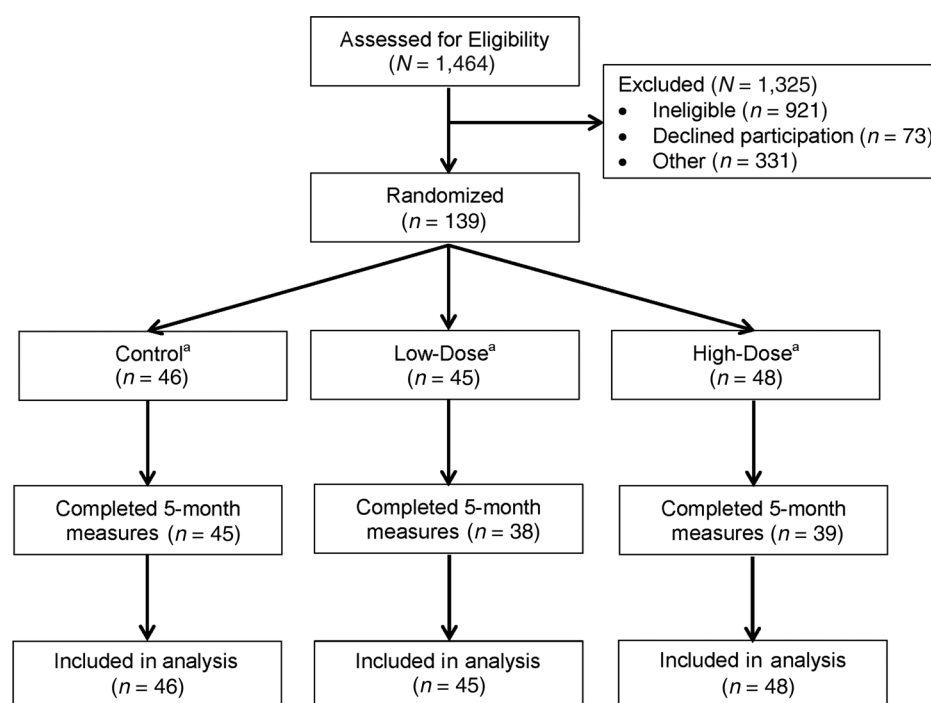 Assessed for Eligibility
(N = 1,464)
Excluded (N = 1,325)
• Ineligible (n = 921)
• Declined participation (n = 73)
• Other (n = 331)
Randomized
(n = 139)
Controlᵃ
(n = 46)
Low-Doseᵃ
(n = 45)
High-Doseᵃ
(n = 48)
Completed 5-month
measures (n = 45)
Completed 5-month
measures (n = 38)
Completed 5-month
measures (n = 39)
Included in analysis
(n = 46)
Included in analysis
(n = 45)
Included in analysis
(n = 48)